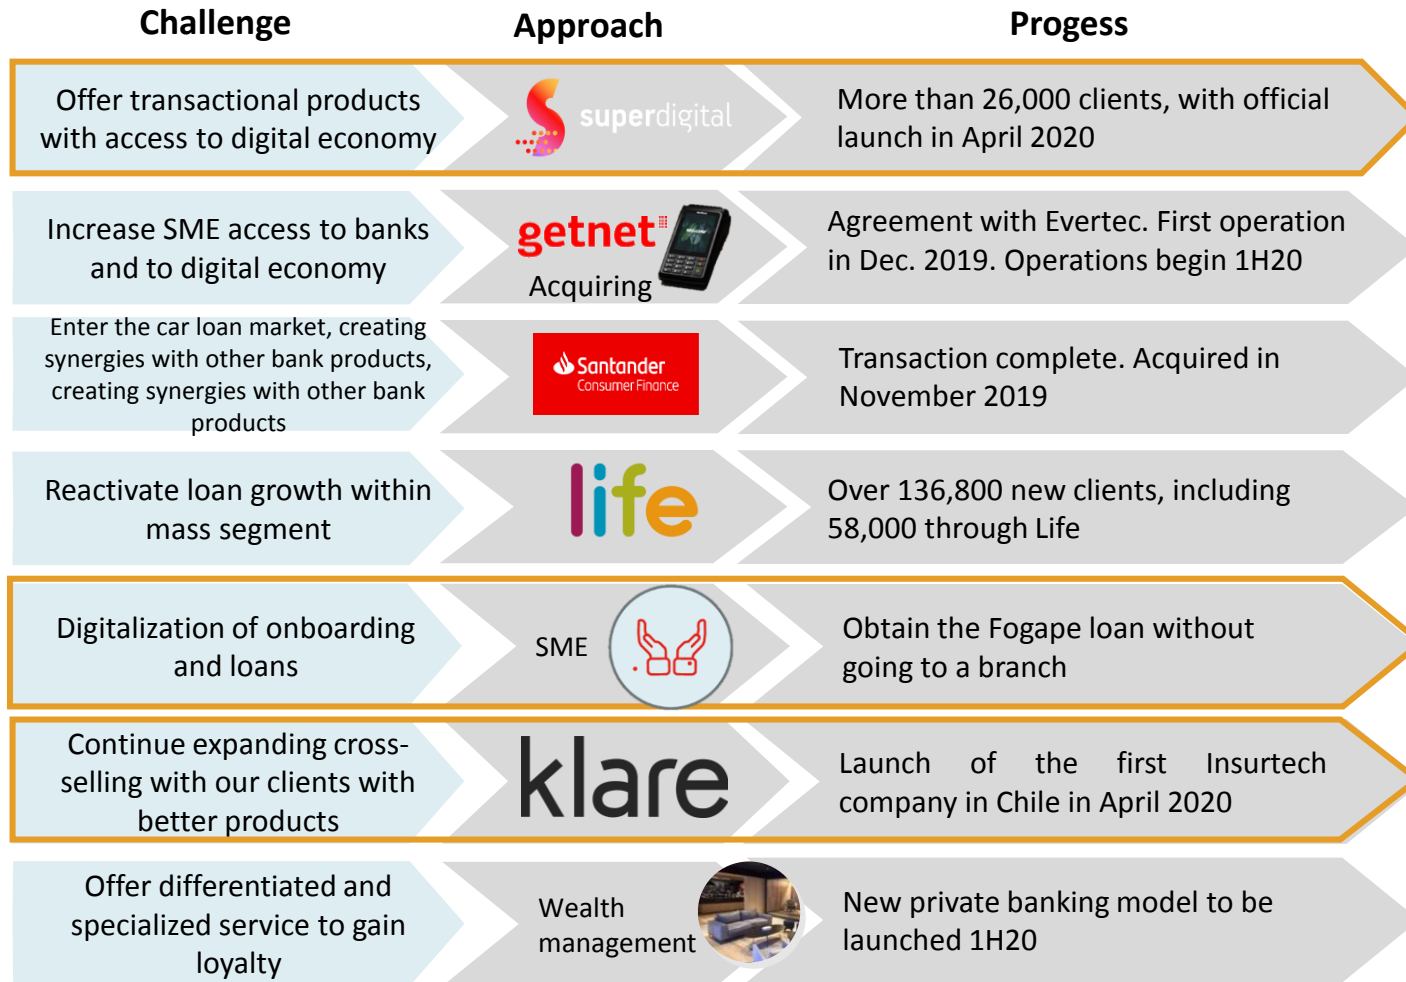 Challenge
Approach
Progess
Offer transactional products
with access to digital economy
superdigital
More than 26,000 clients, with official
launch in April 2020
Increase SME access to banks
and to digital economy
getnet
Acquiring
Agreement with Evertec. First operation
in Dec. 2019. Operations begin 1H20
Enter the car loan market, creating
synergies with other bank products,
creating synergies with other bank
products
Santander
Consumer Finance
Transaction complete. Acquired in
November 2019
Reactivate loan growth within
mass segment
life
Over 136,800 new clients, including
58,000 through Life
Digitalization of onboarding
and loans
SME
Obtain the Fogape loan without
going to a branch
Continue expanding cross-
selling with our clients with
better products
klare
Launch of the first Insurtech
company in Chile in April 2020
Offer differentiated and
specialized service to gain
loyalty
Wealth
management
New private banking model to be
launched 1H20